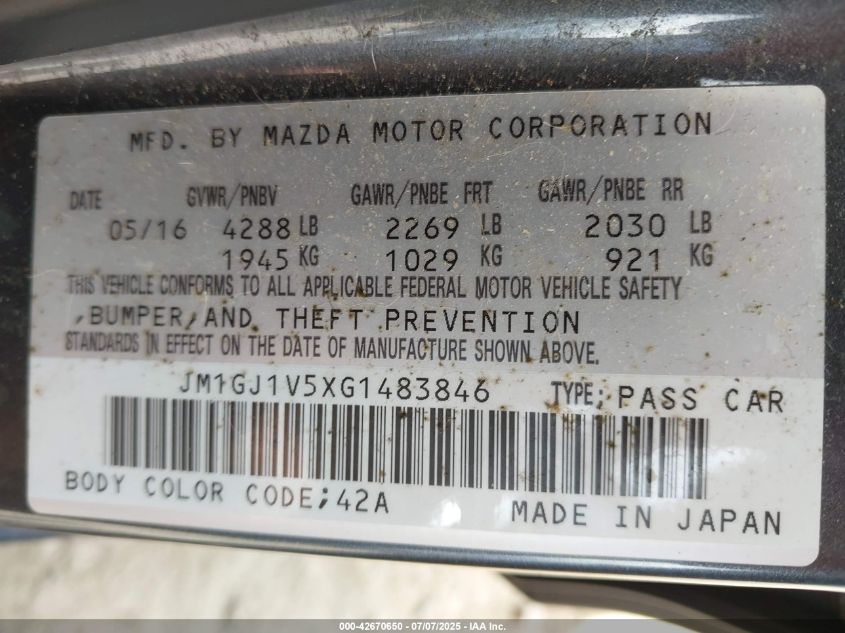 MFD. BY MAZDA MOTOR CORPORATION
DATE GVWR/PNBV GAWR/PNBE FRT GAWR/PNBE RR
05/16 4288 LB 2269 LB 2030 LB
1945 KG 1029 KG 921 KG
THIS VEHICLE CONFORMS TO ALL APPLICABLE FEDERAL MOTOR VEHICLE SAFETY
,BUMPER,AND THEFT PREVENTION
STANDARDS IN EFFECT ON THE DATE OF MANUFACTURE SHOWN ABOVE.
JM1GJ1V5XG1483846 TYPE; PASS CAR
BODY COLOR CODE;42A
MADE IN JAPAN
000-42670650 / 07/07/2025 - IAA Inc.